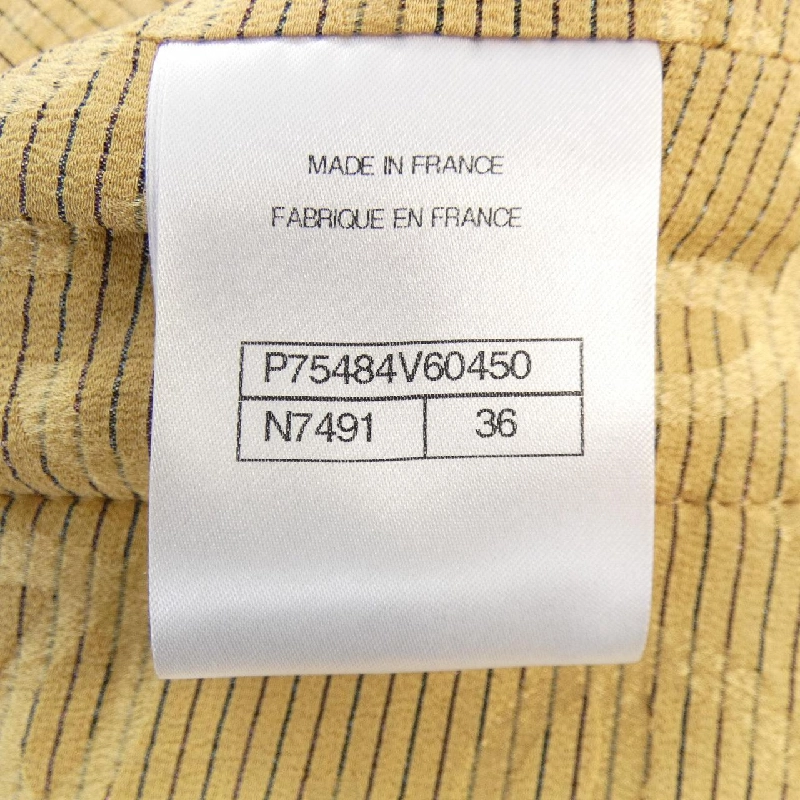 MADE IN FRANCE
FABRIQUE EN FRANCE
P75484V60450
N7491 36